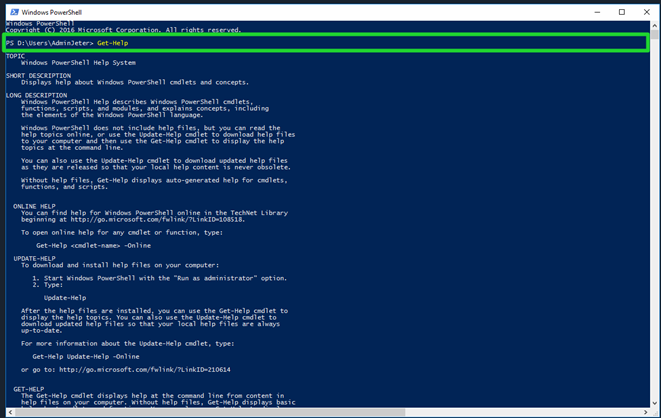 Windows PowerShell
Windows PowerShell
Copyright (C) 2016 Microsoft Corporation. All rights reserved.
PS D:\Users\AdminJeter> Get-Help
TOPIC
Windows PowerShell Help System
SHORT DESCRIPTION
Displays help about Windows PowerShell cmdlets and concepts.
LONG DESCRIPTION
Windows PowerShell Help describes Windows PowerShell cmdlets,
functions, scripts, and modules, and explains concepts, including
the elements of the Windows PowerShell language.
Windows PowerShell does not include help files, but you can read the
help topics online, or use the Update-Help cmdlet to download help files
to your computer and then use the Get-Help cmdlet to display the help
topics at the command line.
You can also use the Update-Help cmdlet to download updated help files
as they are released so that your local help content is never obsolete.
Without help files, Get-Help displays auto-generated help for cmdlets,
functions, and scripts.
ONLINE HELP
You can find help for Windows PowerShell online in the TechNet Library
beginning at http://go.microsoft.com/fwlink/?LinkID=108518.
To open online help for any cmdlet or function, type:
Get-Help <cmdlet-name> -Online
UPDATE-HELP
To download and install help files on your computer:
1. Start Windows PowerShell with the "Run as administrator" option.
2. Type:
Update-Help
After the help files are installed, you can use the Get-Help cmdlet to
display the help topics. You can also use the Update-Help cmdlet to
download updated help files so that your local help files are always
up-to-date.
For more information about the Update-Help cmdlet, type:
Get-Help Update-Help -Online
or go to: http://go.microsoft.com/fwlink/?LinkID=210614
GET-HELP
The Get-Help cmdlet displays help at the command line from content in
help files on your computer. Without help files, Get-Help displays basic